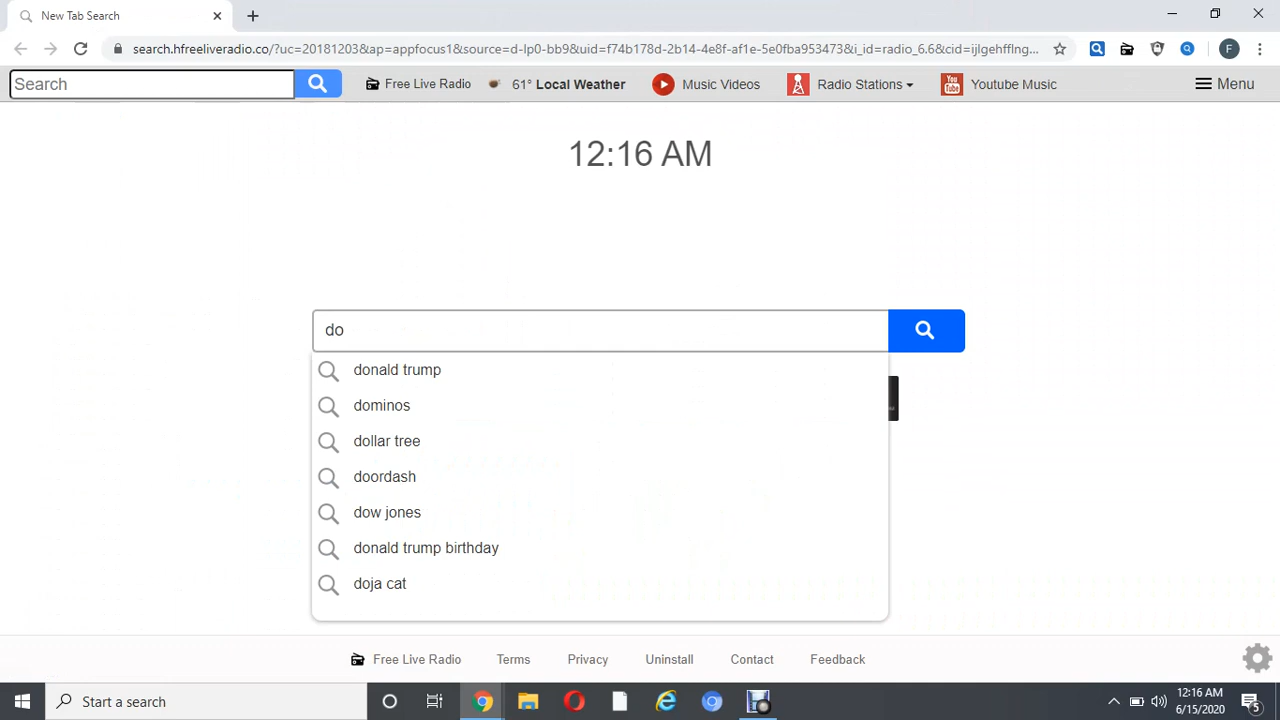 New Tab Search
search.hfreeliveradio.co/?uc=20181203&ap=appfocus1&source=d-lp0-bb9&uid=f74b178d-2b14-4e8f-af1e-5e0fba953473&i_id=radio_6.6&cid=ijlgehfflng...
F
Search
Free Live Radio
61° Local Weather
Music Videos
Radio Stations
You Tube
Youtube Music
Menu
12:16 AM
do
donald trump
dominos
dollar tree
doordash
dow jones
donald trump birthday
doja cat
Free Live Radio
Terms
Privacy
Uninstall
Contact
Feedback
Start a search
12:16 AM
6/15/2020
5